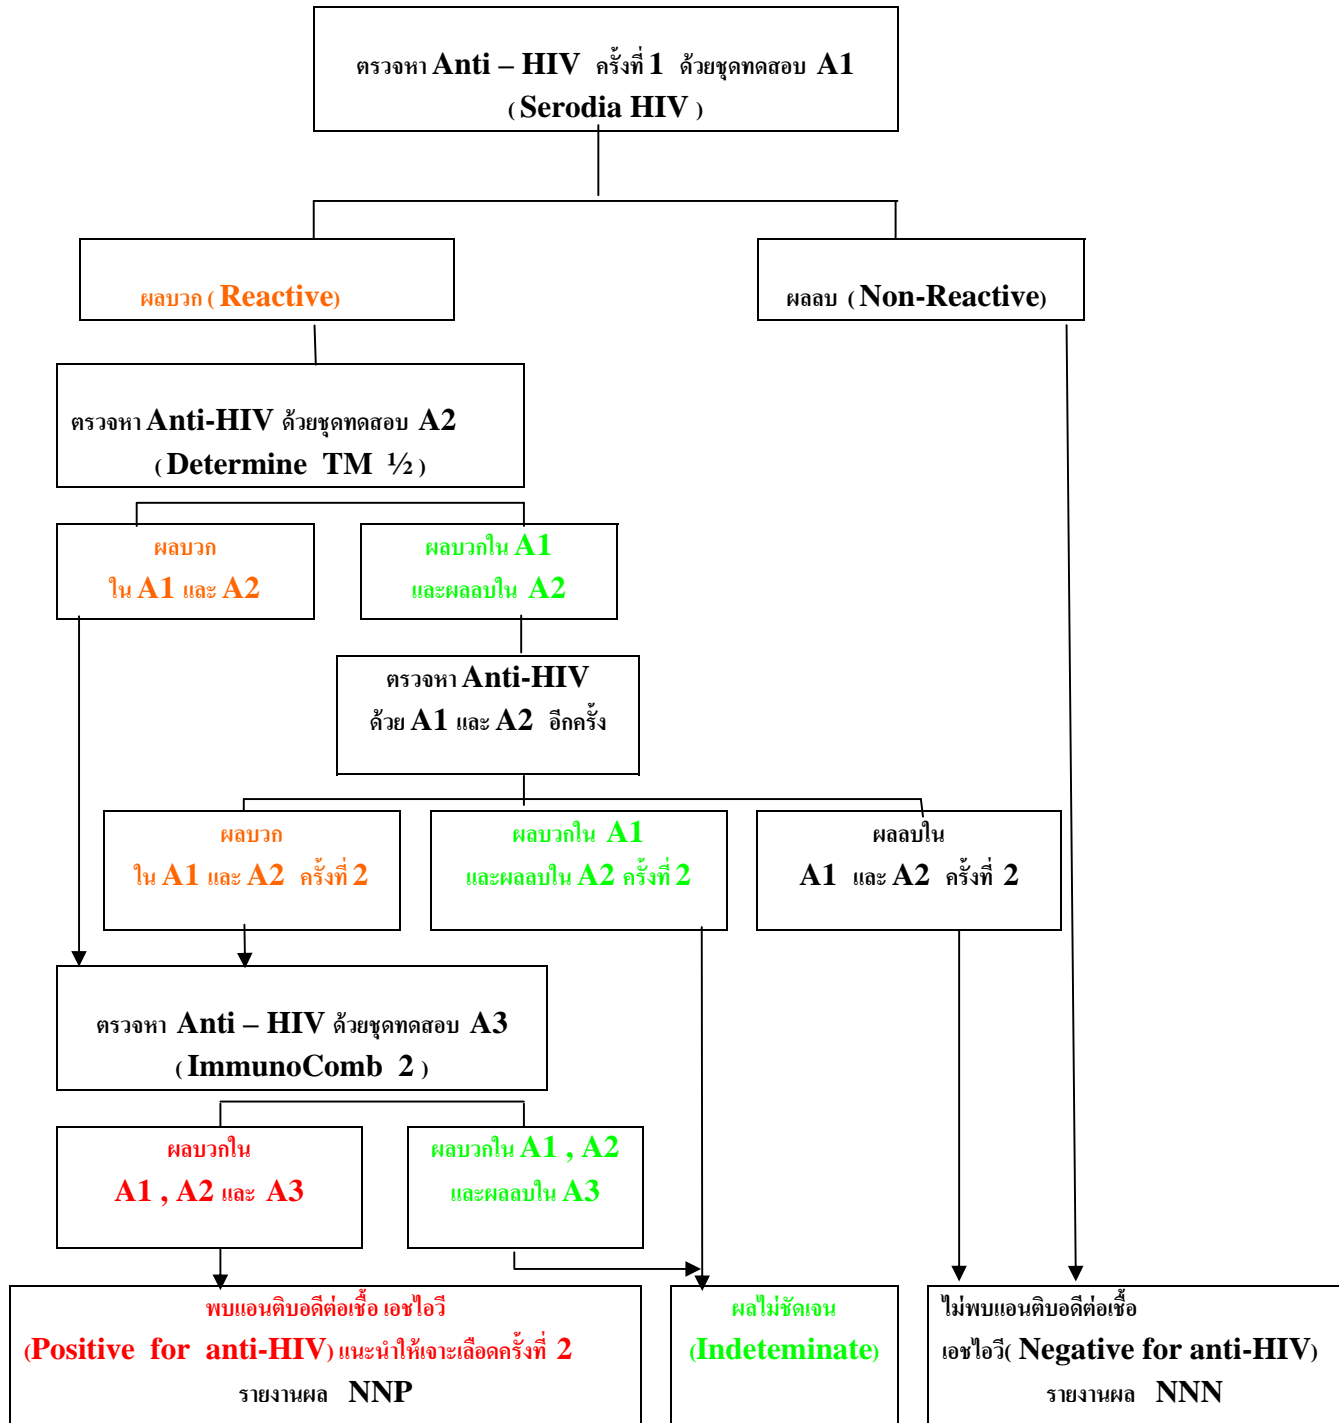 ตรวจหา Anti – HIV ครั้งที่ 1 ด้วยชุดทดสอบ A1
( Serodia HIV )
ผลบวก ( Reactive)
ผลลบ ( Non-Reactive)
ตรวจหา Anti-HIV ด้วยชุดทดสอบ A2
( Determine TM ½ )
ผลบวก
ใน A1 และ A2
ผลบวกใน A1
และผลลบใน A2
ตรวจหา Anti-HIV
ด้วย A1 และ A2 อีกครั้ง
ผลบวก
ใน A1 และ A2 ครั้งที่ 2
ผลบวกใน A1
และผลลบใน A2 ครั้งที่ 2
ผลลบใน
A1 และ A2 ครั้งที่ 2
ตรวจหา Anti – HIV ด้วยชุดทดสอบ A3
( ImmunoComb 2 )
ผลบวกใน
A1 , A2 และ A3
ผลบวกใน A1 , A2
และผลลบใน A3
พบแอนติบอดีต่อเชื้อ เอชไอวี
(Positive for anti-HIV) แนะนำให้เจาะเลือดครั้งที่ 2
รายงานผล NNP
ผลไม่ชัดเจน
(Indeteminate)
ไม่พบแอนติบอดีต่อเชื้อ
เอชไอวี( Negative for anti-HIV)
รายงานผล NNN